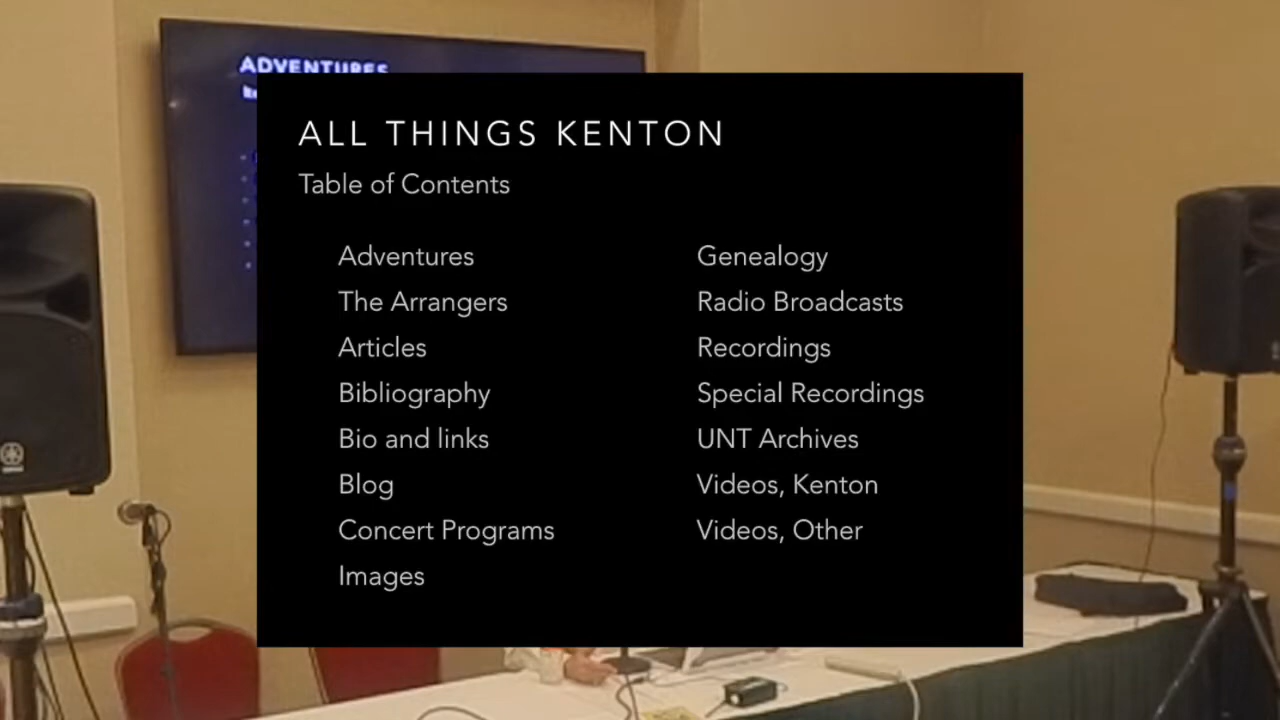 ADVENTURES
ALL THINGS KENTON
Table of Contents
Adventures
The Arrangers
Articles
Bibliography
Bio and links
Blog
Concert Programs
Images
Genealogy
Radio Broadcasts
Recordings
Special Recordings
UNT Archives
Videos, Kenton
Videos, Other